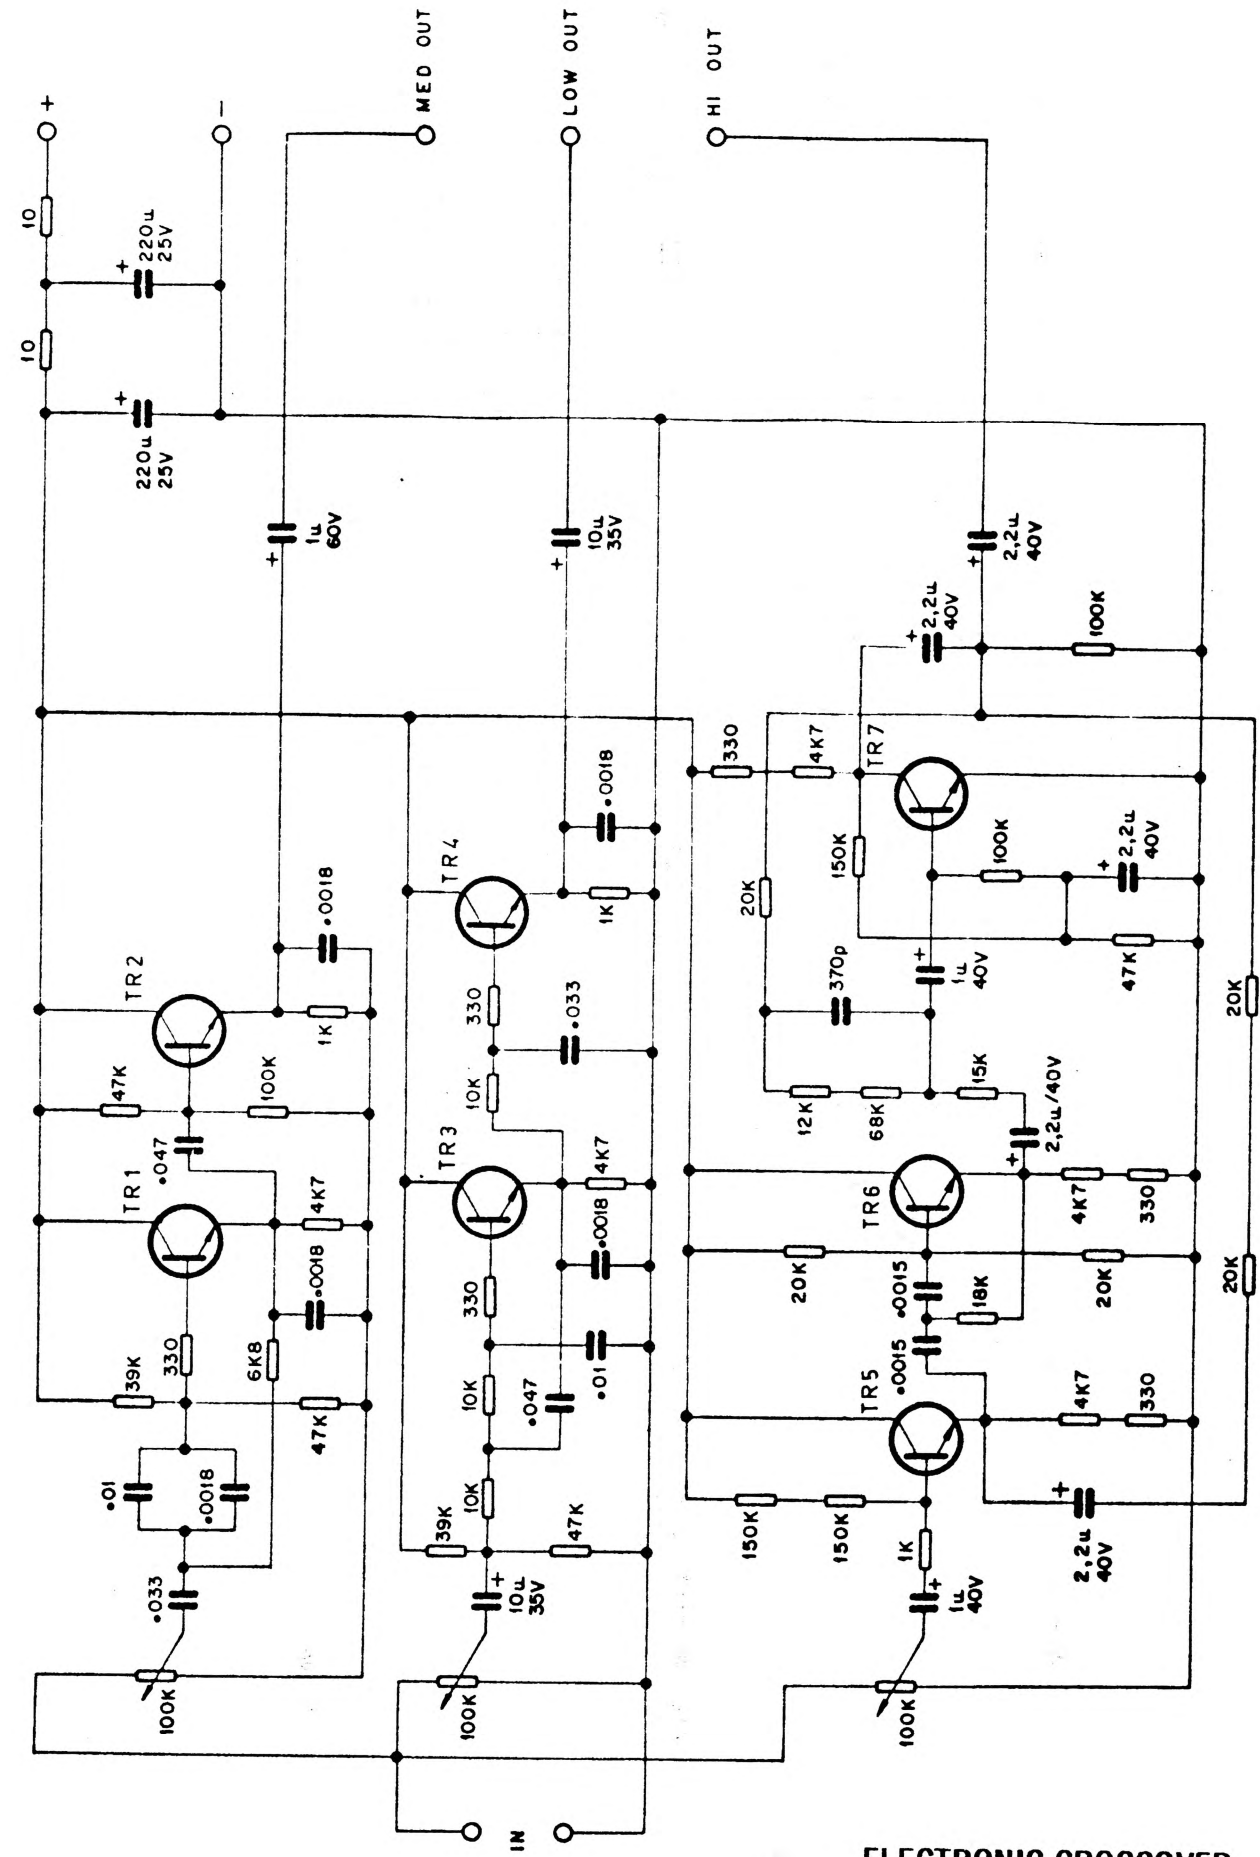 +
10
+
220u
25V
-
10
+
220u
25V
MED OUT
LOW OUT
HI OUT
+
1u
60V
+
10u
35V
+
2,2u
40V
+
2,2u
40V
100K
330
4K7
TR7
150K
100K
+
2,2u
40V
47K
20K
370p
+
1u
40V
20K
12K
68K
15K
2,2u/40V
+
TR4
.0018
1K
330
.033
10K
TR2
.0018
1K
47K
100K
.047
TR1
4K7
.0018
330
6K8
39K
47K
.01
.0018
.033
100K
TR3
4K7
.0018
330
.01
10K
.047
10K
39K
47K
+
10u
35V
100K
TR6
4K7
330
20K
.0015
18K
20K
20K
.0015
TR5
4K7
330
150K
150K
1K
+
2,2u
40V
+
1u
40V
100K
IN
ELECTRONIC CROSSOVER